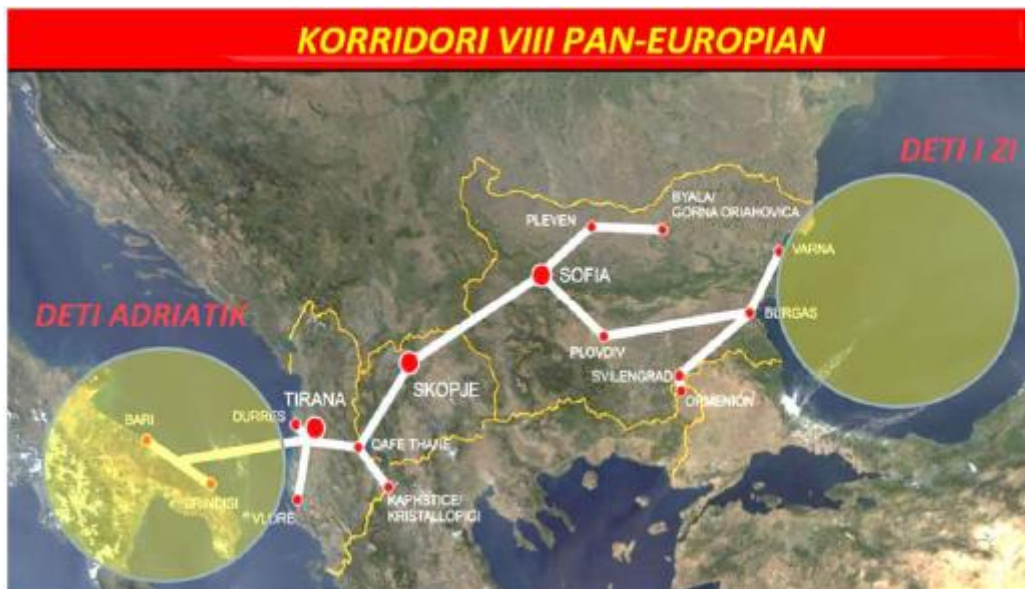 KORRIDORI VIII PAN-EUROPIAN
DETI I ZI
BYALA/
GORNA ORIAHOVICA
PLEVEN
VARNA
SOFIA
DETI ADRIATIK
BURGAS
PLOVDIV
SKOPJE
SVILENGRAD
ORMENION
TIRANA
DURRES
BARI
QAFE THANE
BRINDISI
KAPHSTICE/
KRISTALLOPIGI
VLORE